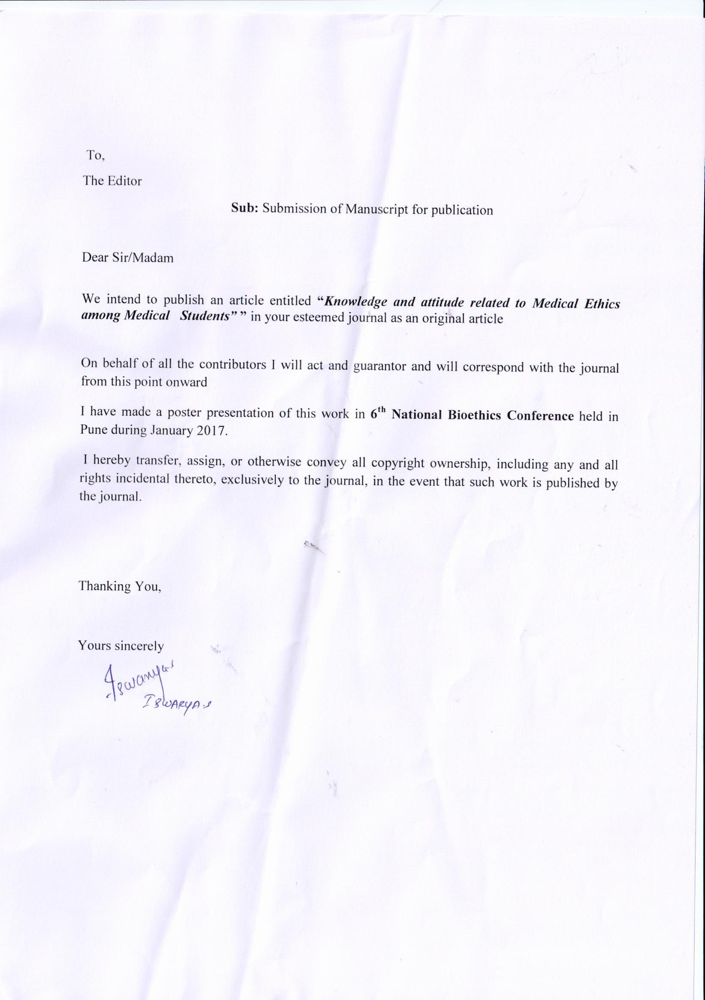 To,
The Editor
Sub: Submission of Manuscript for publication
Dear Sir/Madam
We intend to publish an article entitled “Knowledge and attitude related to Medical Ethics
among Medical Students” ” in your esteemed journal as an original article
On behalf of all the contributors I will act and guarantor and will correspond with the journal
from this point onward
I have made a poster presentation of this work in 6th National Bioethics Conference held in
Pune during January 2017.
I hereby transfer, assign, or otherwise convey all copyright ownership, including any and all
rights incidental thereto, exclusively to the journal, in the event that such work is published by
the journal.
Thanking You,
Yours sincerely
Iswarya.s
ISWARYA.S